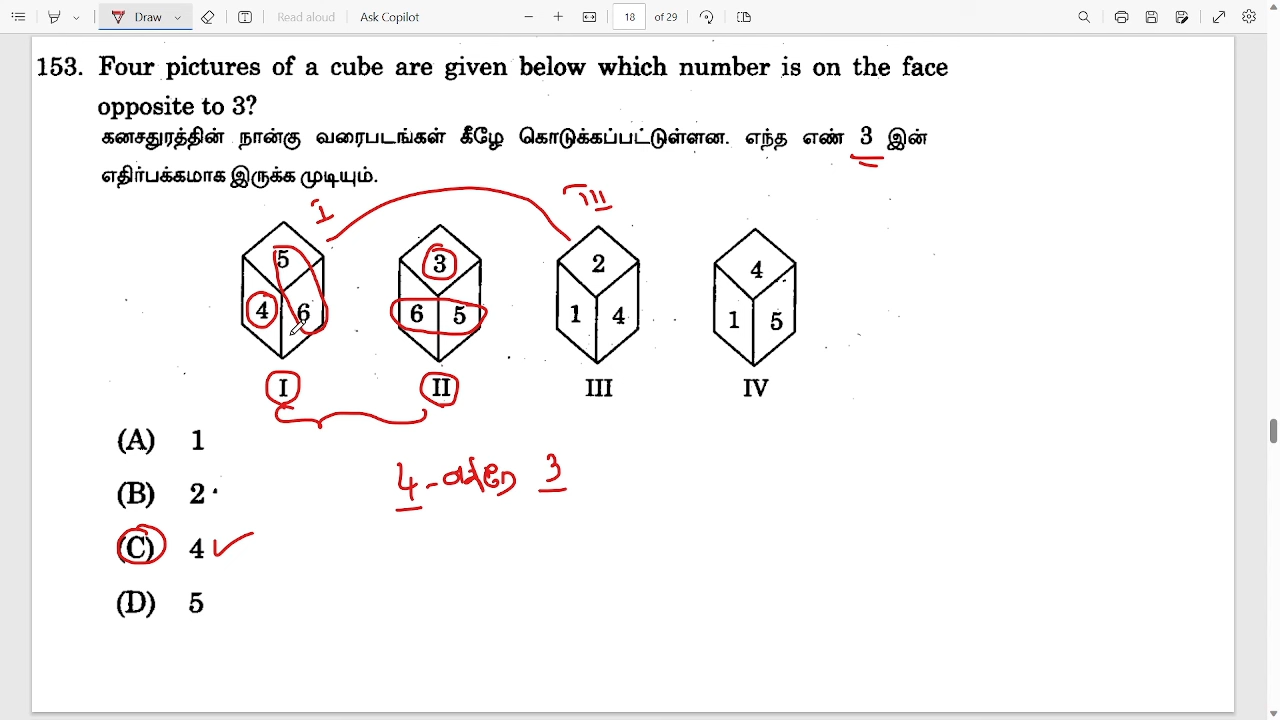 Draw
Read aloud
Ask Copilot
18
of 29
153. Four pictures of a cube are given below which number is on the face
opposite to 3?
கனசதுரத்தின் நான்கு வரைபடங்கள் கீழே கொடுக்கப்பட்டுள்ளன. எந்த எண் 3 இன்
எதிர்பக்கமாக இருக்க முடியும்.
I
III
5
4 6
3
6 5
2
1 4
4
1 5
I
II
III
IV
(A) 1
(B) 2
(C) 4
(D) 5
4 - எதிரே 3